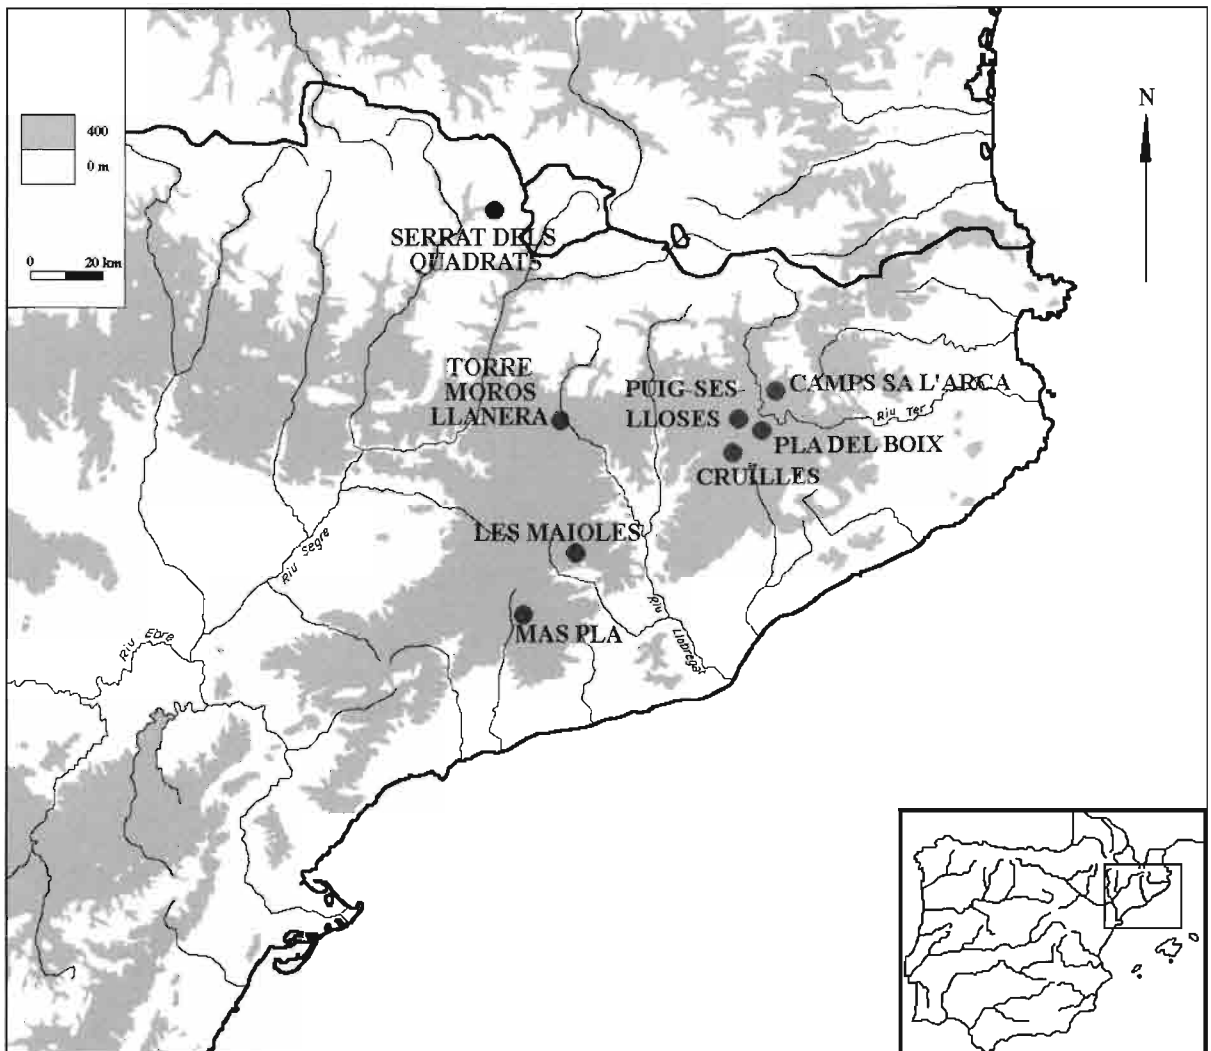 N
400
0 m
0
20 km
SERRAT DELS
QUADRATS
TORRE
MOROS
LLANERA
PUIG-SES-
LLOSES
CAMPS SA L'ARCA
Riu Ter
PLA DEL BOIX
CRUÏLLES
LES MAIOLES
Riu Segre
MAS PLA
Riu Llobregat
Riu Ebre